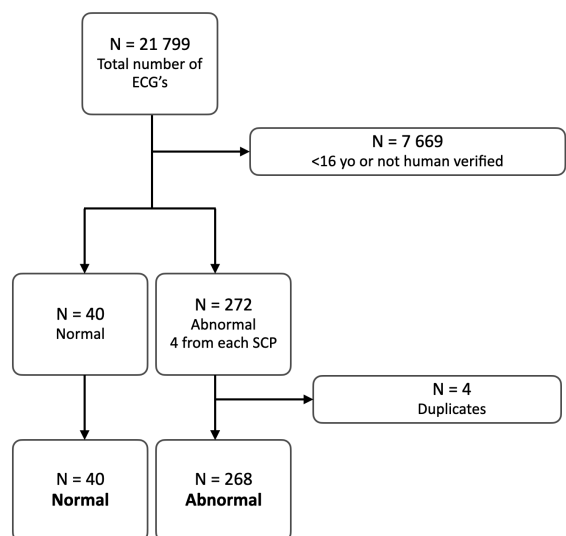 N = 21 799
Total number of
ECG's
N = 7 669
<16 yo or not human verified
N = 40
Normal
N = 272
Abnormal
4 from each SCP
N = 4
Duplicates
N = 40
Normal
N = 268
Abnormal